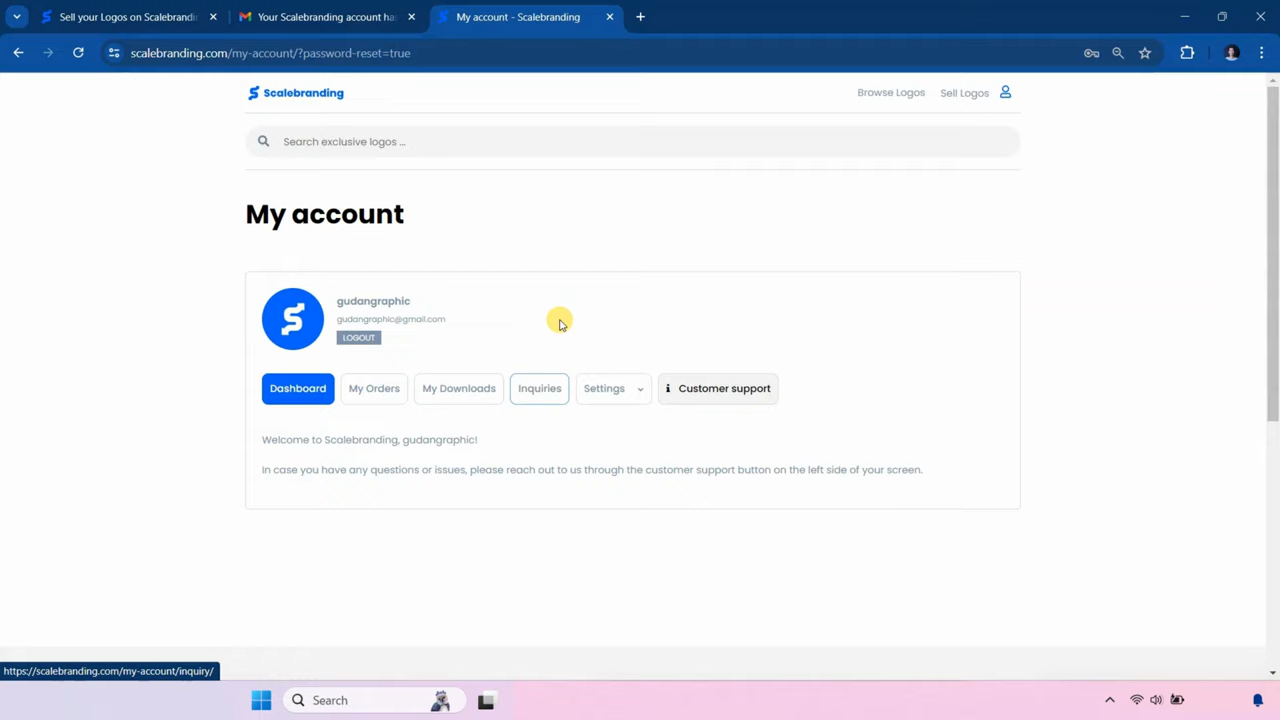 Sell your Logos on Scalebrandin
Your Scalebranding account has
My account - Scalebranding
scalebranding.com/my-account/?password-reset=true
Scalebranding
Browse Logos
Sell Logos
Search exclusive logos ...
My account
gudangraphic
gudangraphic@gmail.com
LOGOUT
Dashboard
My Orders
My Downloads
Inquiries
Settings
Customer support
Welcome to Scalebranding, gudangraphic!
In case you have any questions or issues, please reach out to us through the customer support button on the left side of your screen.
https://scalebranding.com/my-account/inquiry/
Search